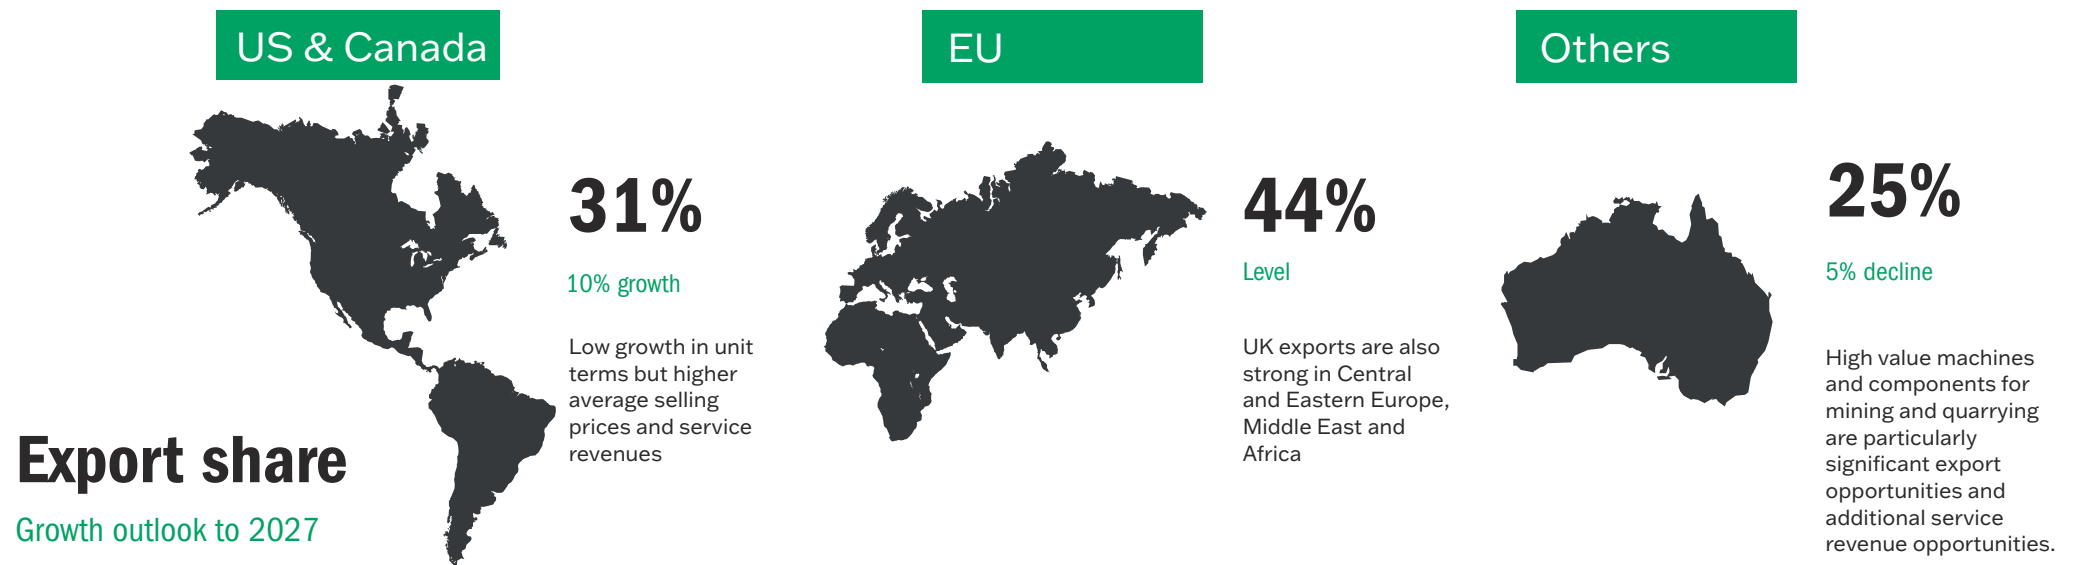 US & Canada
31%
10% growth
Low growth in unit
terms but higher
average selling
prices and service
revenues
EU
44%
Level
UK exports are also
strong in Central
and Eastern Europe,
Middle East and
Africa
Others
25%
5% decline
High value machines
and components for
mining and quarrying
are particularly
significant export
opportunities and
additional service
revenue opportunities.
Export share
Growth outlook to 2027